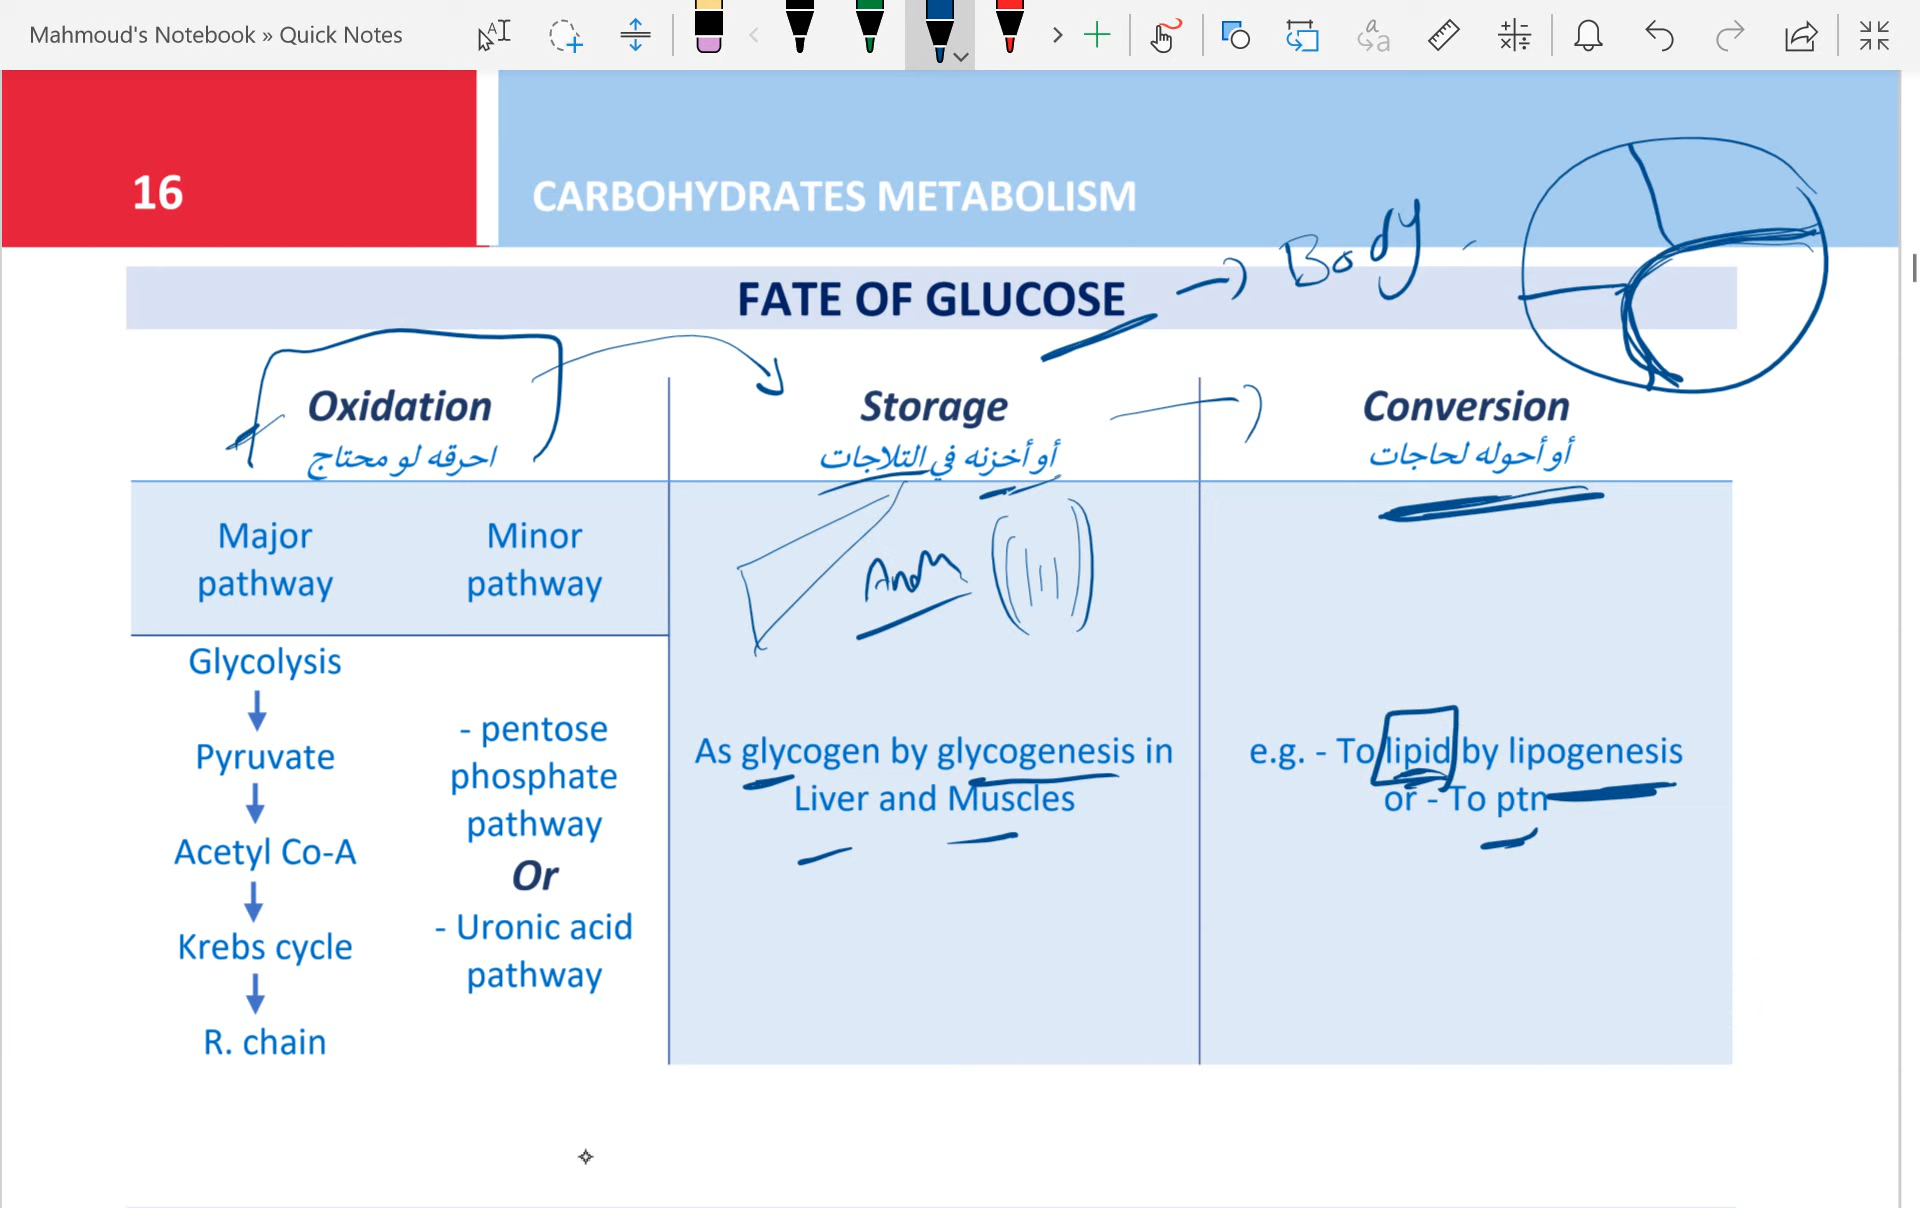 Mahmoud's Notebook » Quick Notes
16
CARBOHYDRATES METABOLISM
FATE OF GLUCOSE
Body
Oxidation
احرقه لو محتاج
Storage
أو أخزنه في التلاجات
Conversion
أو أحوله لحاجات
Major
pathway
Minor
pathway
Glycolysis
Pyruvate
Acetyl Co-A
Krebs cycle
R. chain
- pentose
phosphate
pathway
Or
- Uronic acid
pathway
As glycogen by glycogenesis in
Liver and Muscles
e.g. - To lipid by lipogenesis
or - To ptn